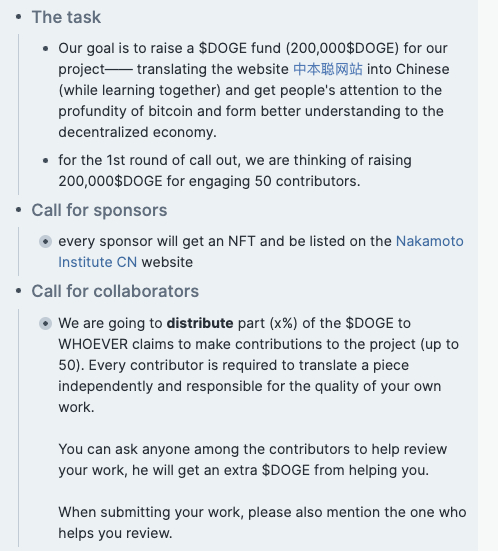 The task
Our goal is to raise a $DOGE fund (200,000$DOGE) for our
project—— translating the website 中本聪网站 into Chinese
(while learning together) and get people's attention to the
profundity of bitcoin and form better understanding to the
decentralized economy.
for the 1st round of call out, we are thinking of raising
200,000$DOGE for engaging 50 contributors.
Call for sponsors
every sponsor will get an NFT and be listed on the Nakamoto
Institute CN website
Call for collaborators
We are going to distribute part (x%) of the $DOGE to
WHOEVER claims to make contributions to the project (up to
50). Every contributor is required to translate a piece
independently and responsible for the quality of your own
work.
You can ask anyone among the contributors to help review
your work, he will get an extra $DOGE from helping you.
When submitting your work, please also mention the one who
helps you review.